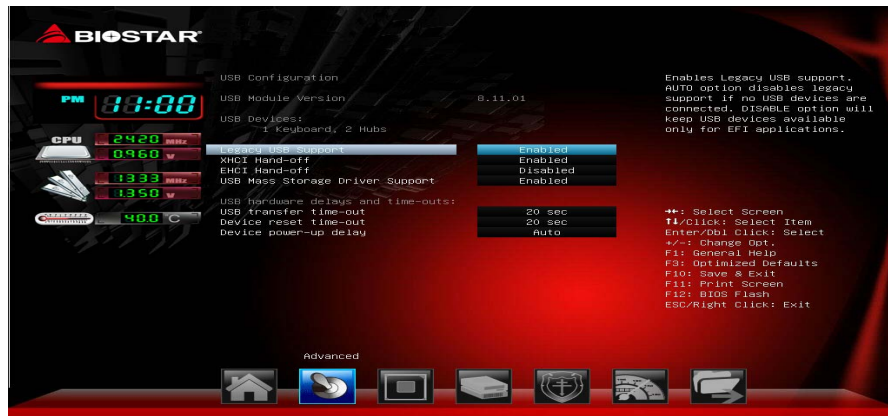 BIOSTAR
USB Configuration
USB Module Version 8.11.01
USB Devices:
1 Keyboard, 2 Hubs
Legacy USB Support Enabled
XHCI Hand-off Enabled
EHCI Hand-off Disabled
USB Mass Storage Driver Support Enabled
USB hardware delays and time-outs:
USB transfer time-out 20 sec
Device reset time-out 20 sec
Device power-up delay Auto
PM 11:00
CPU 2420 MHz
0.960 V
1333 MHz
1.350 V
40.0 °C
Enables Legacy USB support.
AUTO option disables legacy
support if no USB devices are
connected. DISABLE option will
keep USB devices available
only for EFI applications.
→←: Select Screen
↑↓/Click: Select Item
Enter/Dbl Click: Select
+/-: Change Opt.
F1: General Help
F3: Optimized Defaults
F10: Save & Exit
F11: Print Screen
F12: BIOS Flash
ESC/Right Click: Exit
Advanced